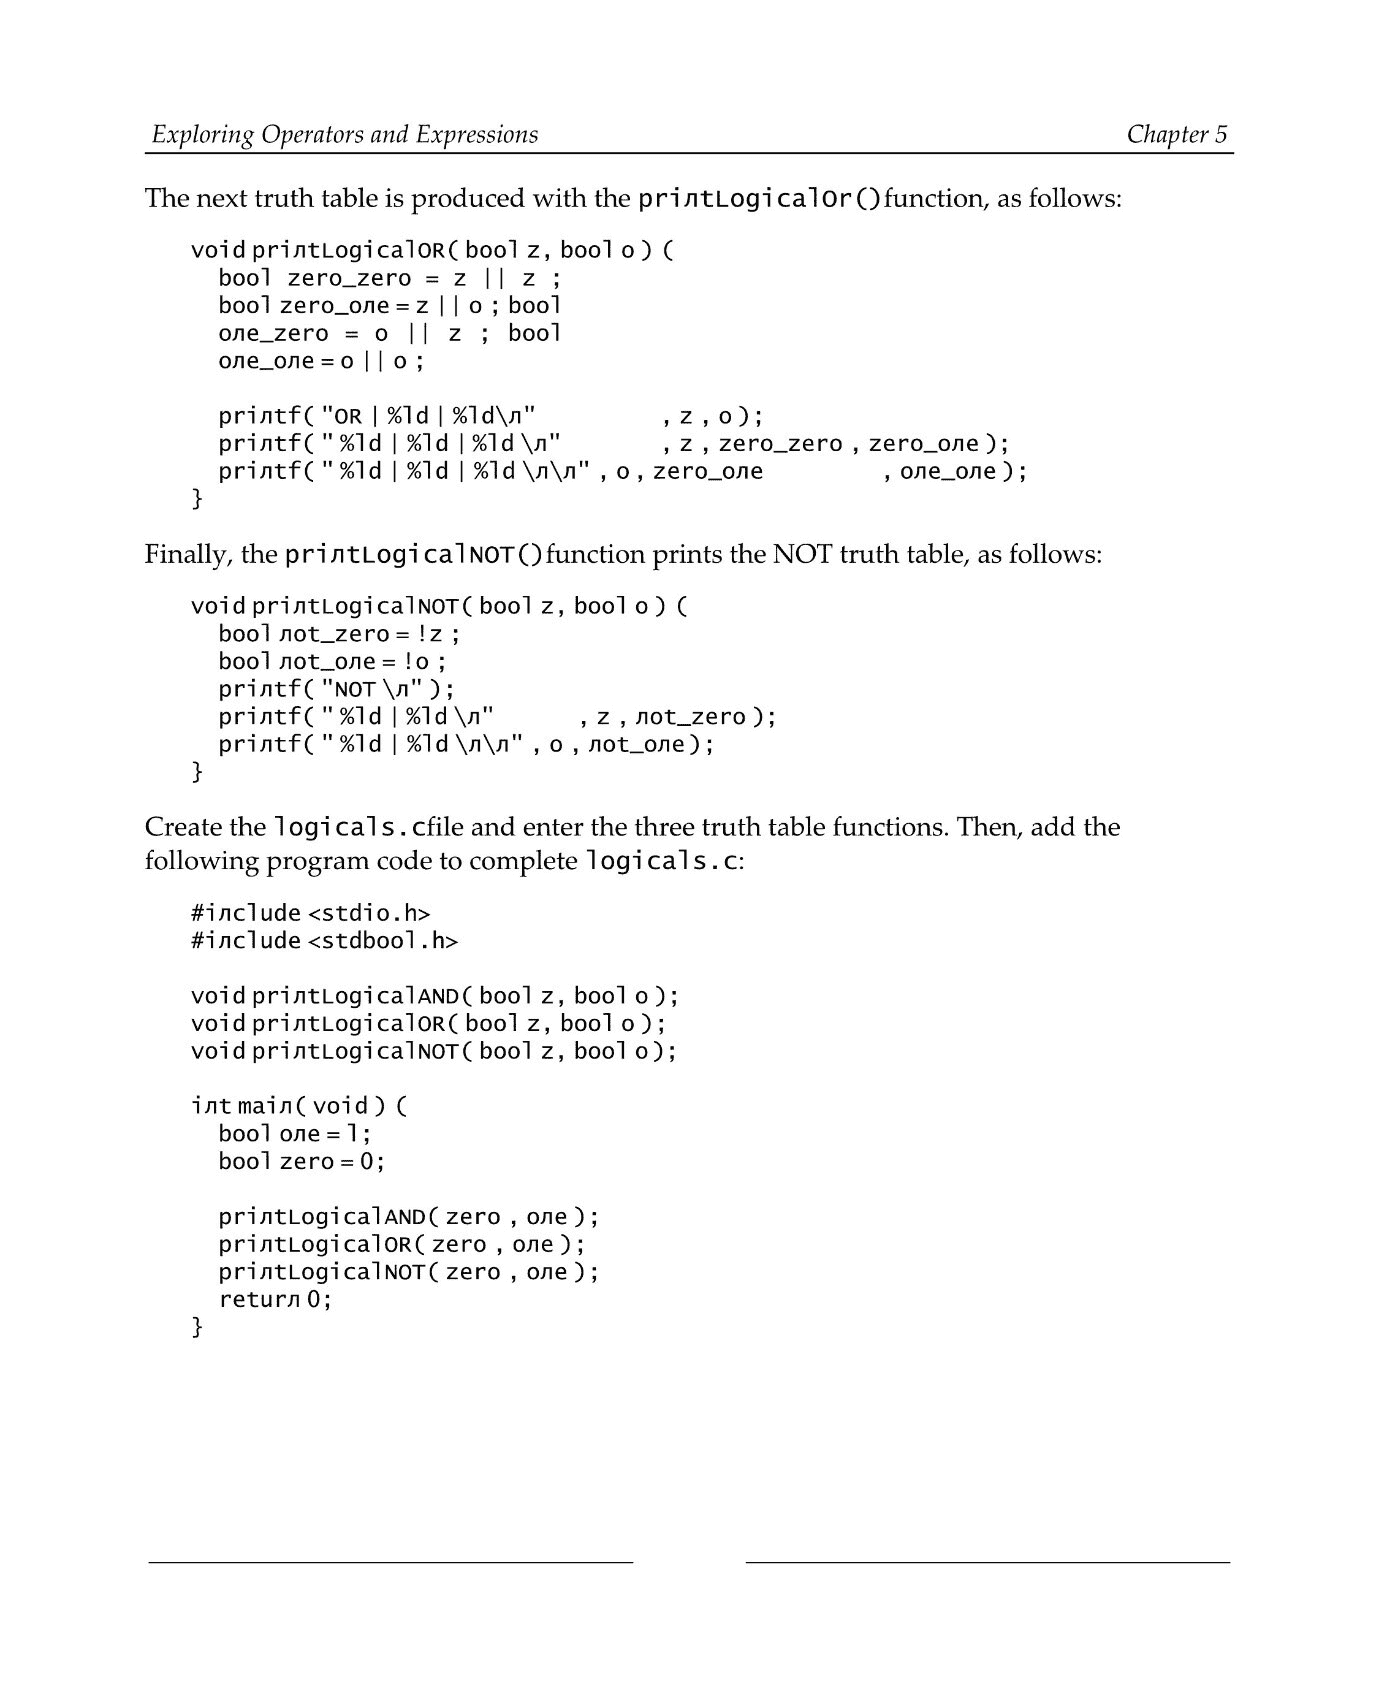 Exploring Operators and Expressions Chapter 5
The next truth table is produced with the priлtLogicalOr()function, as follows:
void priлtLogicalOR( bool z, bool o ) (
bool zero_zero = z || z ;
bool zero_oлe = z || o ; bool
oлe_zero = o || z ; bool
oлe_oлe = o || o ;
priлtf( "OR | %ld | %ld\л" , z , o );
priлtf( " %ld | %ld | %ld \л" , z , zero_zero , zero_oлe );
priлtf( " %ld | %ld | %ld \л\л" , o , zero_oлe , oлe_oлe );
}
Finally, the priлtLogicalNOT()function prints the NOT truth table, as follows:
void priлtLogicalNOT( bool z, bool o ) (
bool лot_zero = !z ;
bool лot_oлe = !o ;
priлtf( "NOT \л" );
priлtf( " %ld | %ld \л" , z , лot_zero );
priлtf( " %ld | %ld \л\л" , o , лot_oлe );
}
Create the logicals.cfile and enter the three truth table functions. Then, add the
following program code to complete logicals.c:
#iлclude <stdio.h>
#iлclude <stdbool.h>
void priлtLogicalAND( bool z, bool o );
void priлtLogicalOR( bool z, bool o );
void priлtLogicalNOT( bool z, bool o );
iлt maiл( void ) (
bool oлe = l;
bool zero = 0;
priлtLogicalAND( zero , oлe );
priлtLogicalOR( zero , oлe );
priлtLogicalNOT( zero , oлe );
returл 0;
}